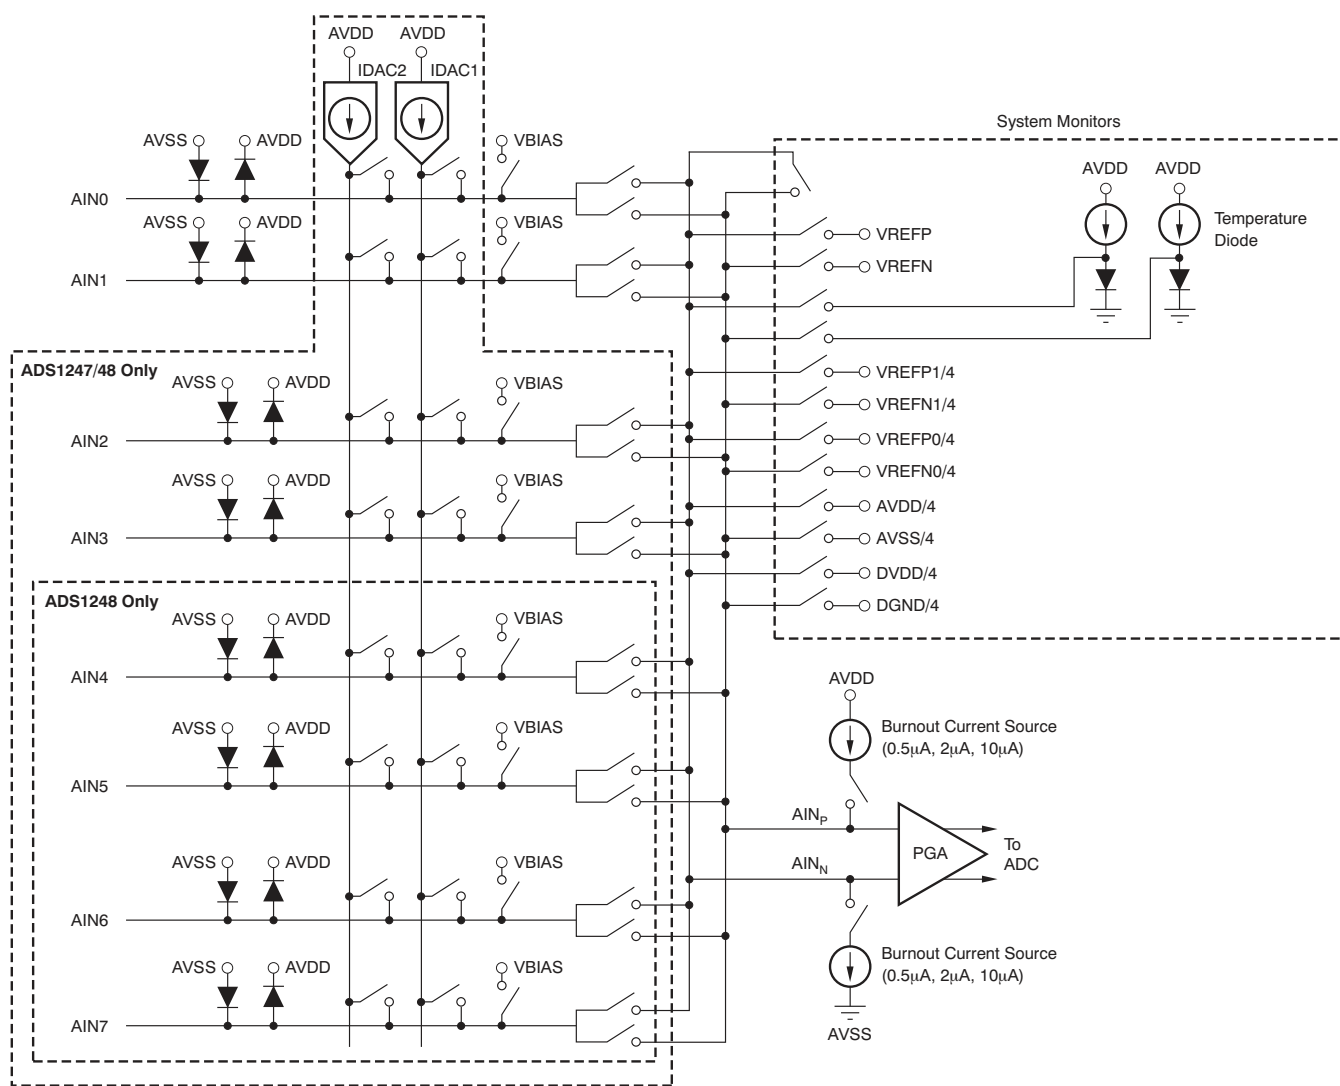 AVDD AVDD
IDAC2 IDAC1
System Monitors
AVSS AVDD VBIAS
AIN0
AVDD AVDD
Temperature
Diode
VREFP
AVSS AVDD VBIAS
AIN1
VREFN
ADS1247/48 Only
VREFP1/4
AVSS AVDD VBIAS
AIN2
VREFN1/4
VREFP0/4
VREFN0/4
AVSS AVDD VBIAS
AIN3
AVDD/4
AVSS/4
DVDD/4
DGND/4
ADS1248 Only
AVSS AVDD VBIAS
AIN4
AVSS AVDD VBIAS
AIN5
AVDD
Burnout Current Source
(0.5μA, 2μA, 10μA)
AINP
AINN
PGA
To
ADC
AVSS AVDD VBIAS
AIN6
Burnout Current Source
(0.5μA, 2μA, 10μA)
AVSS
AVSS AVDD VBIAS
AIN7